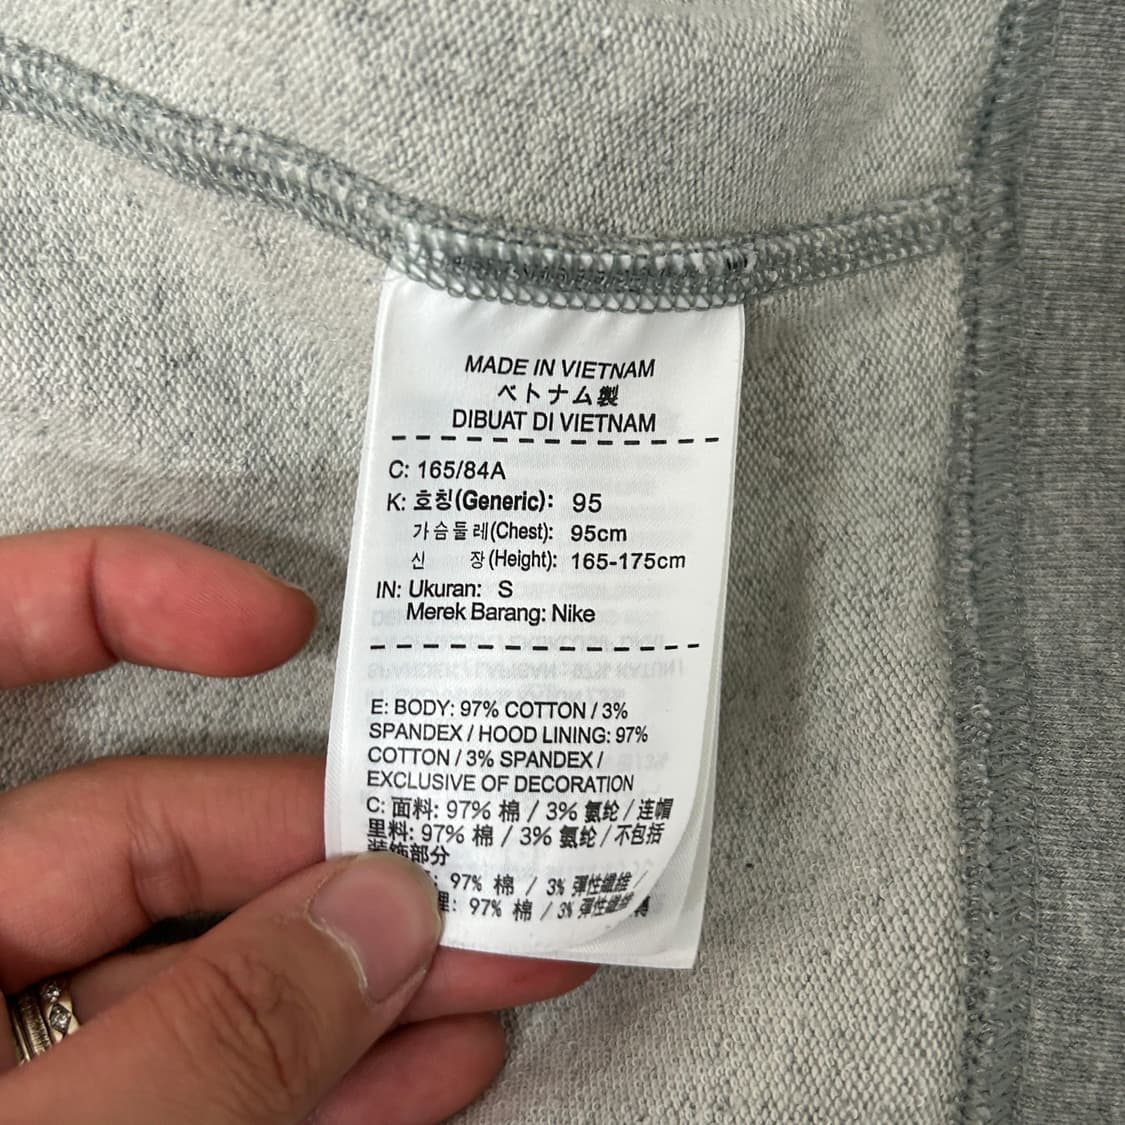 MADE IN VIETNAM
ベトナム製
DIBUAT DI VIETNAM
C: 165/84A
K: 호칭(Generic): 95
가슴둘레(Chest): 95cm
신 장(Height): 165-175cm
IN: Ukuran: S
Merek Barang: Nike
E: BODY: 97% COTTON / 3%
SPANDEX / HOOD LINING: 97%
COTTON / 3% SPANDEX /
EXCLUSIVE OF DECORATION
C: 面料: 97% 棉 / 3% 氨纶 / 连帽
里料: 97% 棉 / 3% 氨纶 / 不包括
装饰部分
: 97% 棉 / 3% 彈性纖維 /
裡: 97% 棉 / 3% 彈性纖維